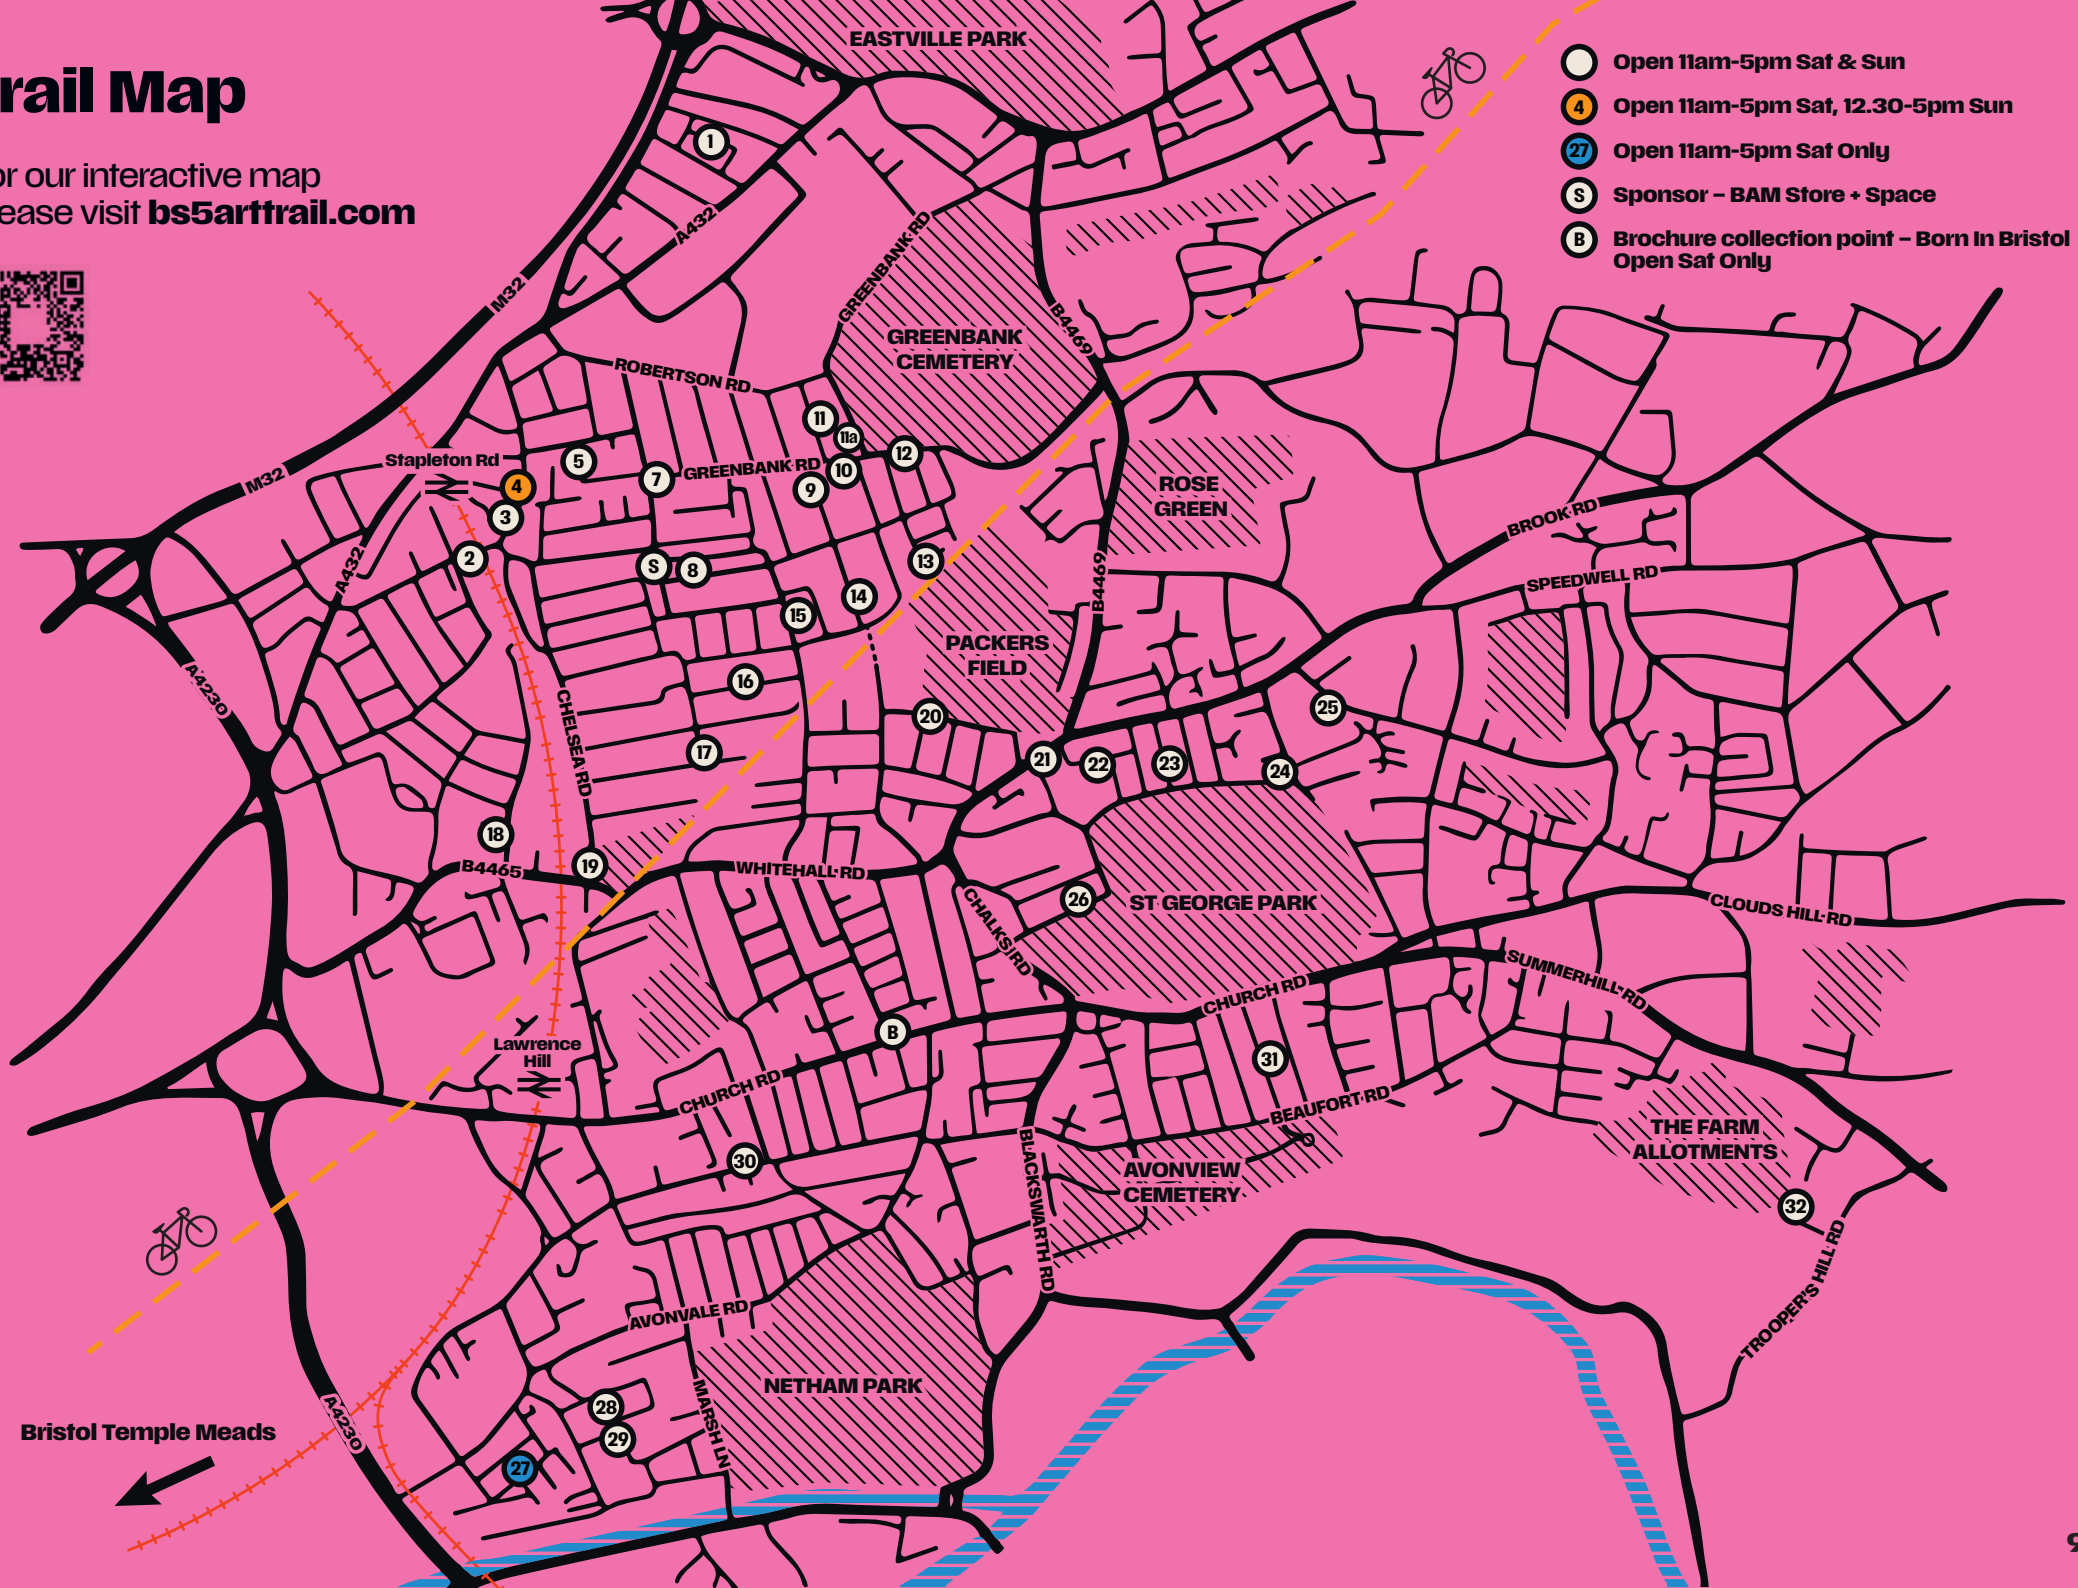 rail Map
or our interactive map
ease visit bs5arttrail.com
Open 11am-5pm Sat & Sun
4 Open 11am-5pm Sat, 12.30-5pm Sun
27 Open 11am-5pm Sat Only
S Sponsor – BAM Store + Space
B Brochure collection point – Born In Bristol
Open Sat Only
EASTVILLE PARK
1
A432
GREENBANK RD
M32
B4469
GREENBANK
CEMETERY
ROBERTSON RD
11
11a
12
Stapleton Rd
5
7
GREENBANK RD
10
9
M32
4
3
ROSE
GREEN
BROOK RD
2
A432
S
8
13
B4469
SPEEDWELL RD
14
15
PACKERS
FIELD
A4230
16
CHELSEA RD
20
25
17
21
22
23
24
18
19
B4465
WHITEHALL RD
26
CHALKS RD
ST GEORGE PARK
CLOUDS HILL RD
SUMMERHILL RD
CHURCH RD
B
Lawrence
Hill
31
CHURCH RD
BEAUFORT RD
THE FARM
ALLOTMENTS
30
BLACKSWARTH RD
AVONVIEW
CEMETERY
32
TROOPER'S HILL RD
AVONVALE RD
NETHAM PARK
MARSH LN
28
29
27
A4230
Bristol Temple Meads